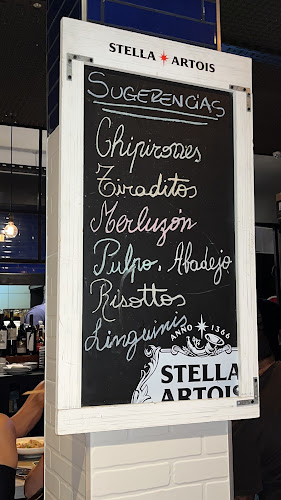 STELLA ARTOIS
SUGERENCIAS
Chipirones
Tiraditos
Merluzón
Pulpo. Abadejo
Risottos
Linguinis
ANNO 1366
STELLA
ARTOIS